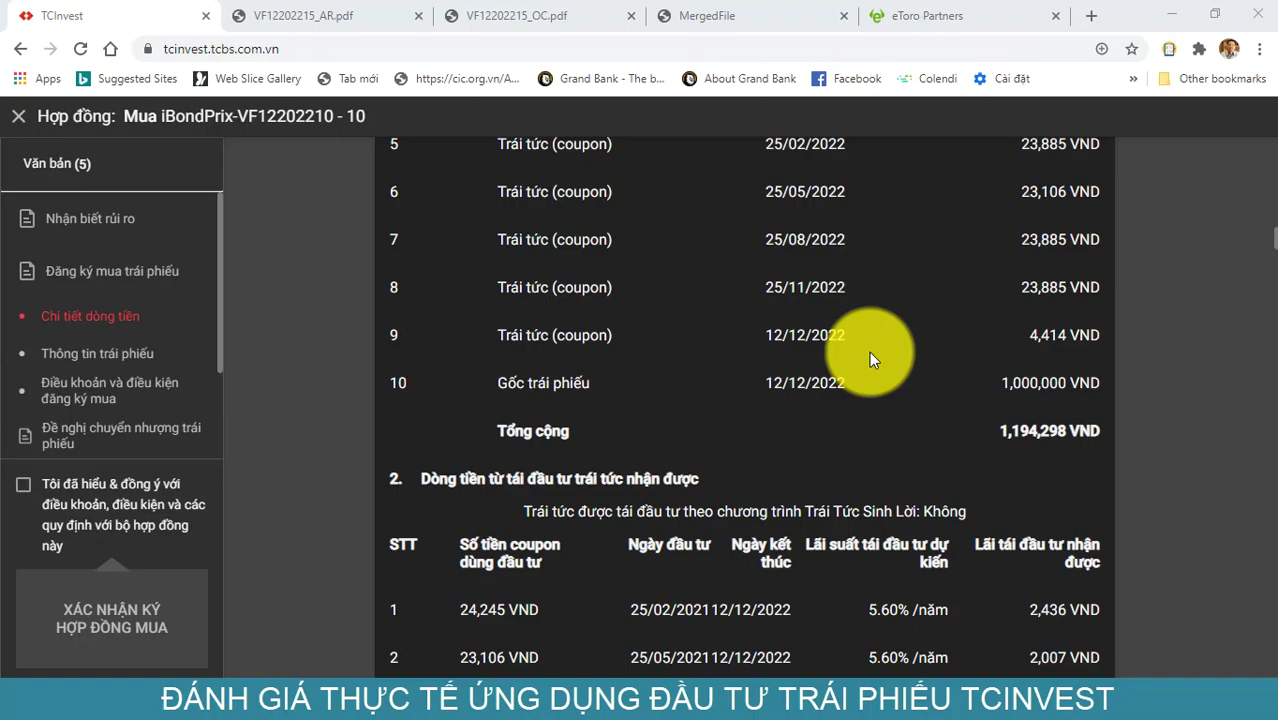 TCInvest
VF12202215_AR.pdf
VF12202215_OC.pdf
MergedFile
eToro Partners
tcinvest.tcbs.com.vn
Apps
Suggested Sites
Web Slice Gallery
Tab mới
https://cic.org.vn/A...
Grand Bank - The b...
About Grand Bank
Facebook
Colendi
Cài đặt
»
Other bookmarks
Hợp đồng: Mua iBondPrix-VF12202210 - 10
Văn bản (5)
Nhận biết rủi ro
Đăng ký mua trái phiếu
Chi tiết dòng tiền
Thông tin trái phiếu
Điều khoản và điều kiện
đăng ký mua
Đề nghị chuyển nhượng trái
phiếu
Tôi đã hiểu & đồng ý với
điều khoản, điều kiện và các
quy định với bộ hợp đồng
này
XÁC NHẬN KÝ
HỢP ĐỒNG MUA
5 Trái tức (coupon) 25/02/2022 23,885 VND
6 Trái tức (coupon) 25/05/2022 23,106 VND
7 Trái tức (coupon) 25/08/2022 23,885 VND
8 Trái tức (coupon) 25/11/2022 23,885 VND
9 Trái tức (coupon) 12/12/2022 4,414 VND
10 Gốc trái phiếu 12/12/2022 1,000,000 VND
Tổng cộng 1,194,298 VND
2. Dòng tiền từ tái đầu tư trái tức nhận được
Trái tức được tái đầu tư theo chương trình Trái Tức Sinh Lời: Không
STT Số tiền coupon Ngày đầu tư Ngày kết Lãi suất tái đầu tư dự Lãi tái đầu tư nhận
dùng đầu tư thúc kiến được
1 24,245 VND 25/02/2021 12/12/2022 5.60% /năm 2,436 VND
2 23,106 VND 25/05/2021 12/12/2022 5.60% /năm 2,007 VND
ĐÁNH GIÁ THỰC TẾ ỨNG DỤNG ĐẦU TƯ TRÁI PHIẾU TCINVEST